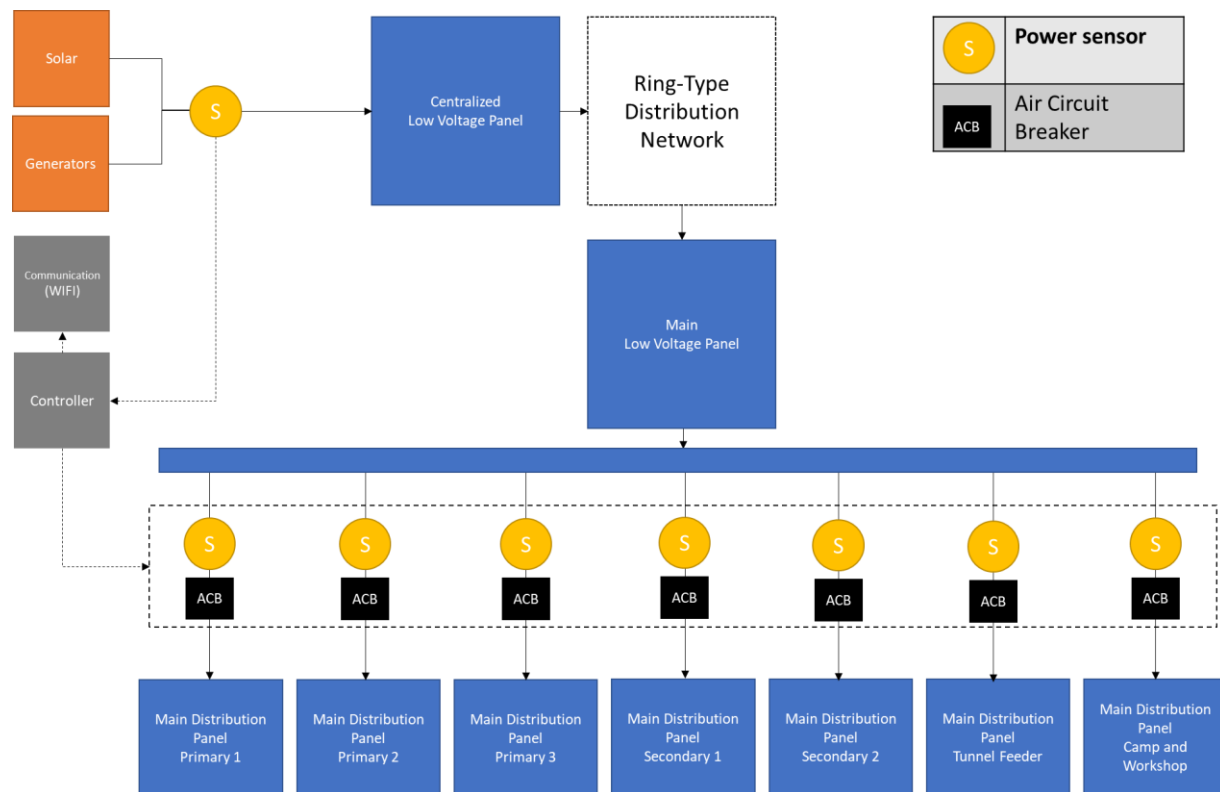 Solar
Generators
S
Centralized
Low Voltage Panel
Ring-Type
Distribution
Network
S
Power sensor
ACB
Air Circuit
Breaker
Communication
(WIFI)
Controller
Main
Low Voltage Panel
S
S
S
S
S
S
S
ACB
ACB
ACB
ACB
ACB
ACB
ACB
Main Distribution
Panel
Primary 1
Main Distribution
Panel
Primary 2
Main Distribution
Panel
Primary 3
Main Distribution
Panel
Secondary 1
Main Distribution
Panel
Secondary 2
Main Distribution
Panel
Tunnel Feeder
Main Distribution
Panel
Camp and
Workshop